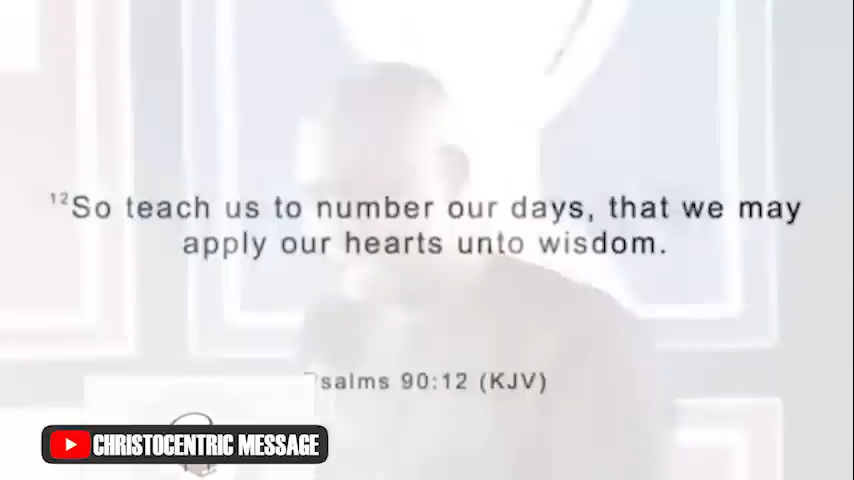 ¹²So teach us to number our days, that we may
apply our hearts unto wisdom.
Psalms 90:12 (KJV)
CHRISTOCENTRIC MESSAGE